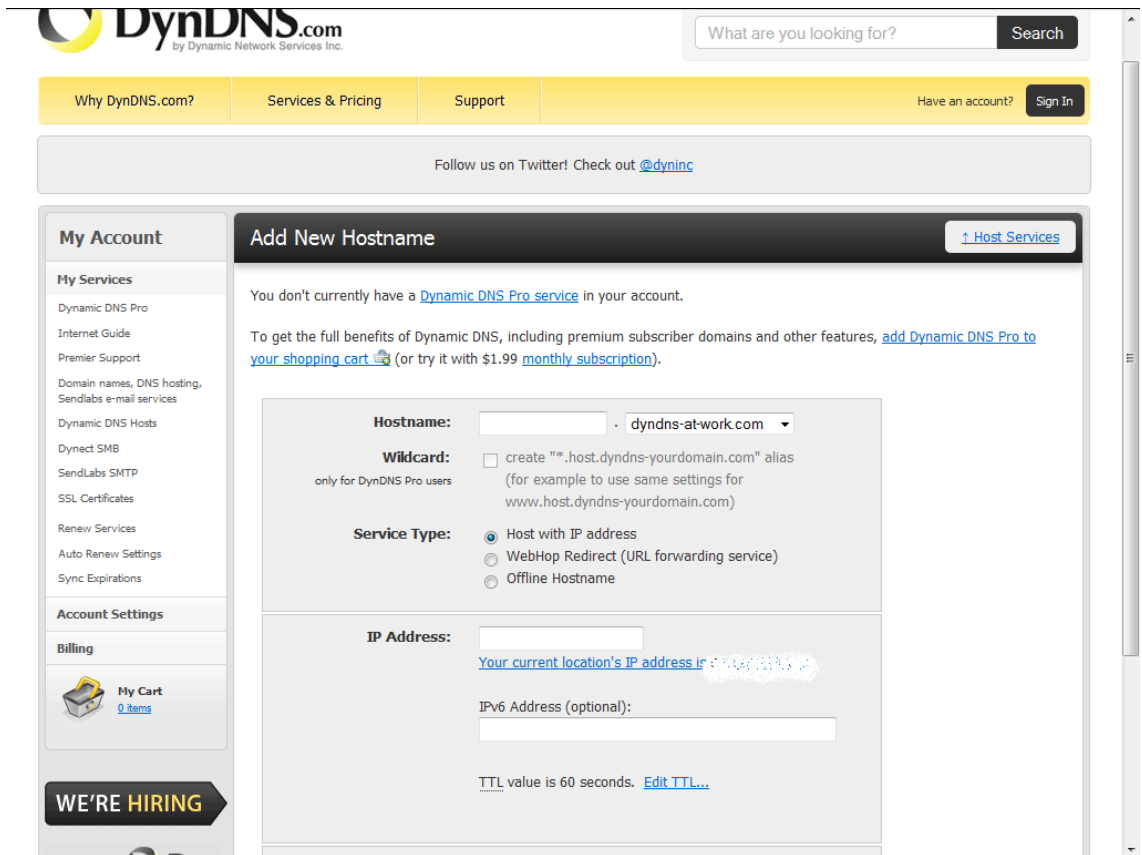 DynDNS.com
by Dynamic Network Services Inc.
What are you looking for?
Search
Why DynDNS.com?
Services & Pricing
Support
Have an account?
Sign In
Follow us on Twitter! Check out @dyninc
My Account
My Services
Dynamic DNS Pro
Internet Guide
Premier Support
Domain names, DNS hosting,
Sendlabs e-mail services
Dynamic DNS Hosts
Dynect SMB
SendLabs SMTP
SSL Certificates
Renew Services
Auto Renew Settings
Sync Expirations
Account Settings
Billing
My Cart
0 items
WE'RE HIRING
Add New Hostname
↑ Host Services
You don't currently have a Dynamic DNS Pro service in your account.
To get the full benefits of Dynamic DNS, including premium subscriber domains and other features, add Dynamic DNS Pro to
your shopping cart (or try it with $1.99 monthly subscription).
Hostname:
. dyndns-at-work.com
Wildcard:
only for DynDNS Pro users
create "*.host.dyndns-yourdomain.com" alias
(for example to use same settings for
www.host.dyndns-yourdomain.com)
Service Type:
Host with IP address
WebHop Redirect (URL forwarding service)
Offline Hostname
IP Address:
Your current location's IP address is
IPv6 Address (optional):
TTL value is 60 seconds. Edit TTL...